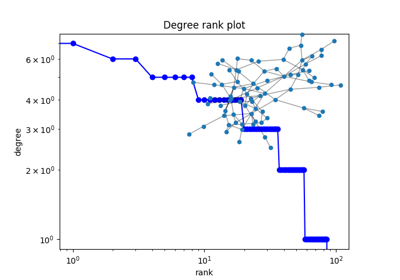 Degree rank plot
degree
6 × 10⁰
4 × 10⁰
3 × 10⁰
2 × 10⁰
10⁰
10⁰
10¹
10²
rank